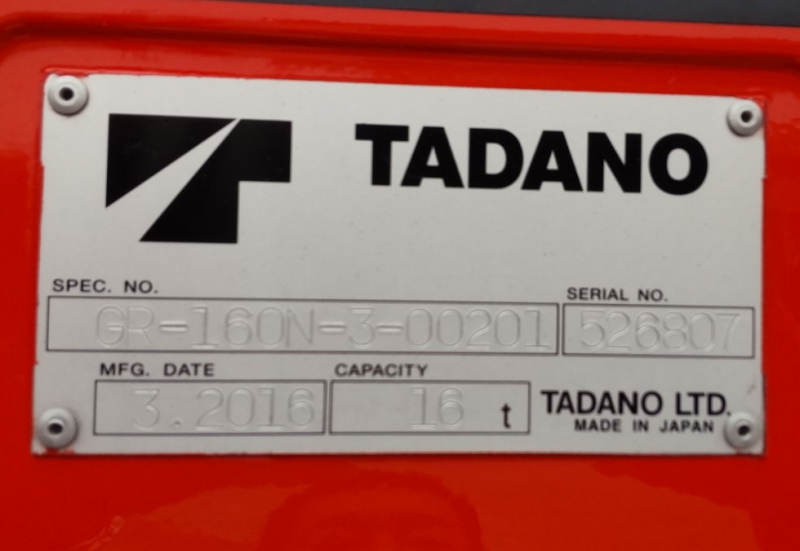 TADANO
SPEC. NO.
SERIAL NO.
GR-160N-3-00201
526807
MFG. DATE
CAPACITY
3.2016
16 t
TADANO LTD.
MADE IN JAPAN